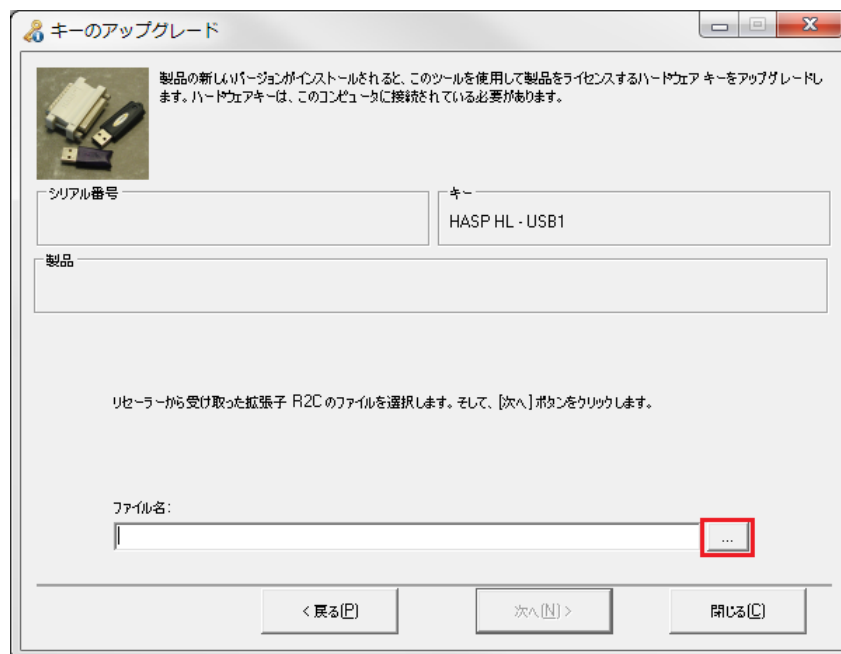 キーのアップグレード
製品の新しいバージョンがインストールされると、このツールを使用して製品をライセンスするハードウェア キーをアップグレードし
ます。ハードウェアキーは、このコンピュータに接続されている必要があります。
シリアル番号
キー
HASP HL - USB1
製品
リセーラーから受け取った拡張子 R2Cのファイルを選択します。そして、[次へ]ボタンをクリックします。
ファイル名:
...
< 戻る(P)
次へ(N) >
閉じる(C)